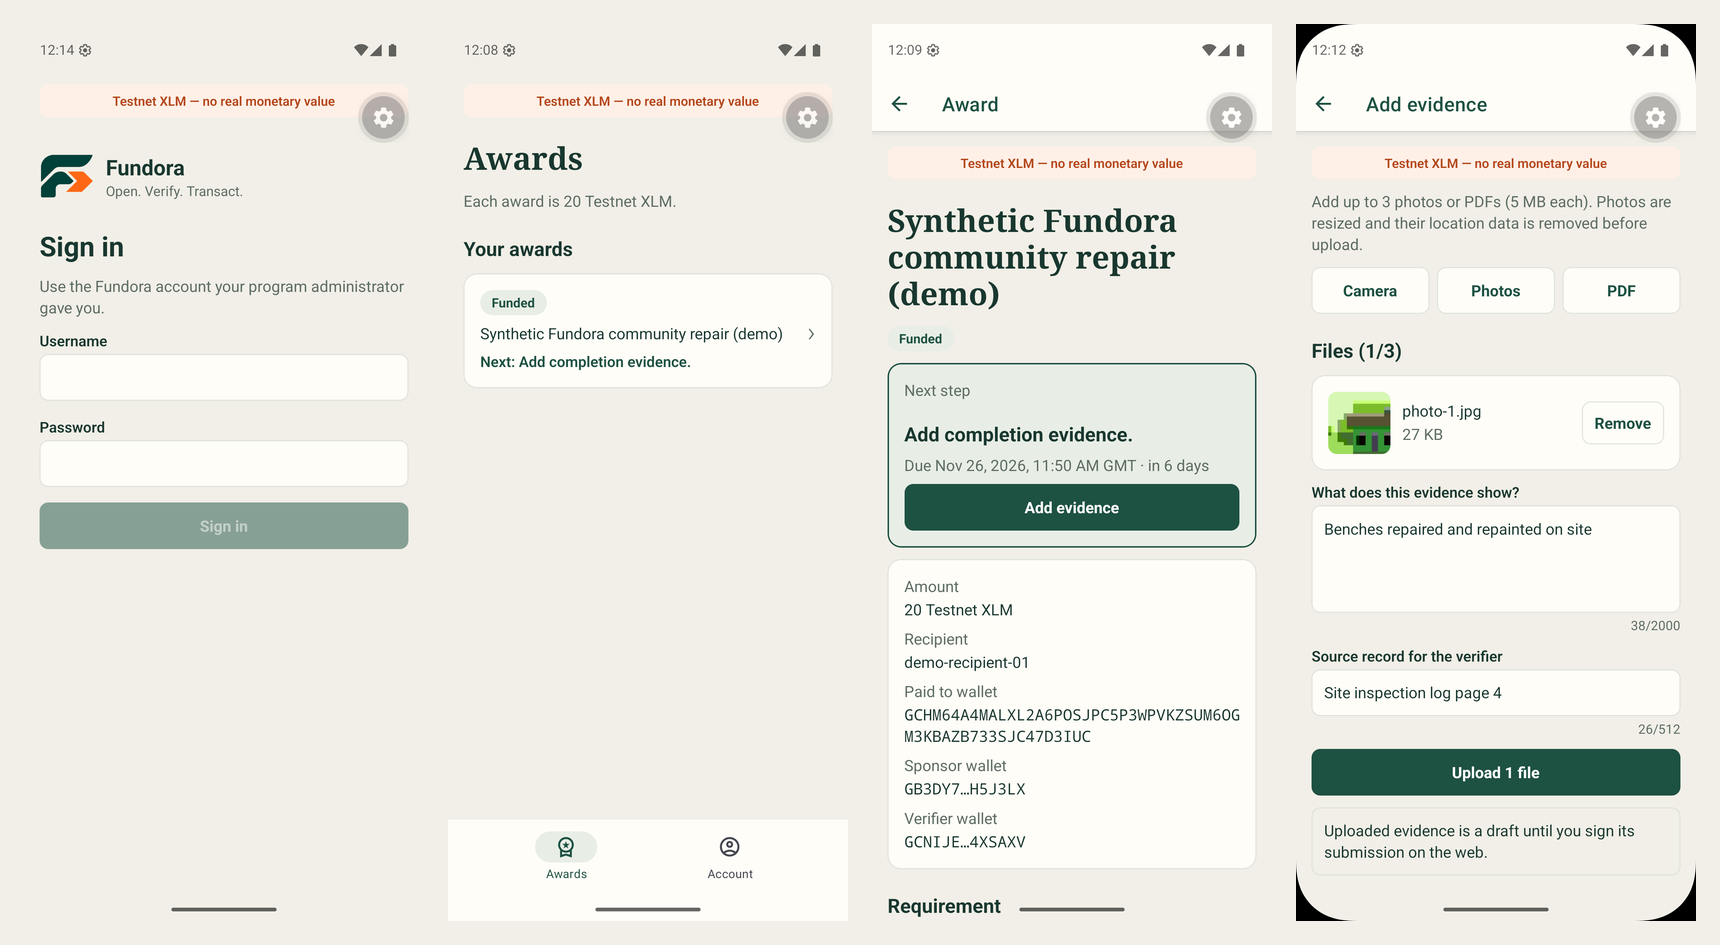 12:14
Testnet XLM — no real monetary value
Fundora
Open. Verify. Transact.
Sign in
Use the Fundora account your program administrator
gave you.
Username
Password
Sign in
12:08
Testnet XLM — no real monetary value
Awards
Each award is 20 Testnet XLM.
Your awards
Funded
Synthetic Fundora community repair (demo)
Next: Add completion evidence.
Awards
Account
12:09
Award
Testnet XLM — no real monetary value
Synthetic Fundora
community repair
(demo)
Funded
Next step
Add completion evidence.
Due Nov 26, 2026, 11:50 AM GMT · in 6 days
Add evidence
Amount
20 Testnet XLM
Recipient
demo-recipient-01
Paid to wallet
GCHM64A4MALXL2A6POSJPC5P3WPVKZSUM6OG
M3KBAZB733SJC47D3IUC
Sponsor wallet
GB3DY7…H5J3LX
Verifier wallet
GCNIJE…4XSAXV
Requirement
12:12
Add evidence
Testnet XLM — no real monetary value
Add up to 3 photos or PDFs (5 MB each). Photos are
resized and their location data is removed before
upload.
Camera
Photos
PDF
Files (1/3)
photo-1.jpg
27 KB
Remove
What does this evidence show?
Benches repaired and repainted on site
38/2000
Source record for the verifier
Site inspection log page 4
26/512
Upload 1 file
Uploaded evidence is a draft until you sign its
submission on the web.